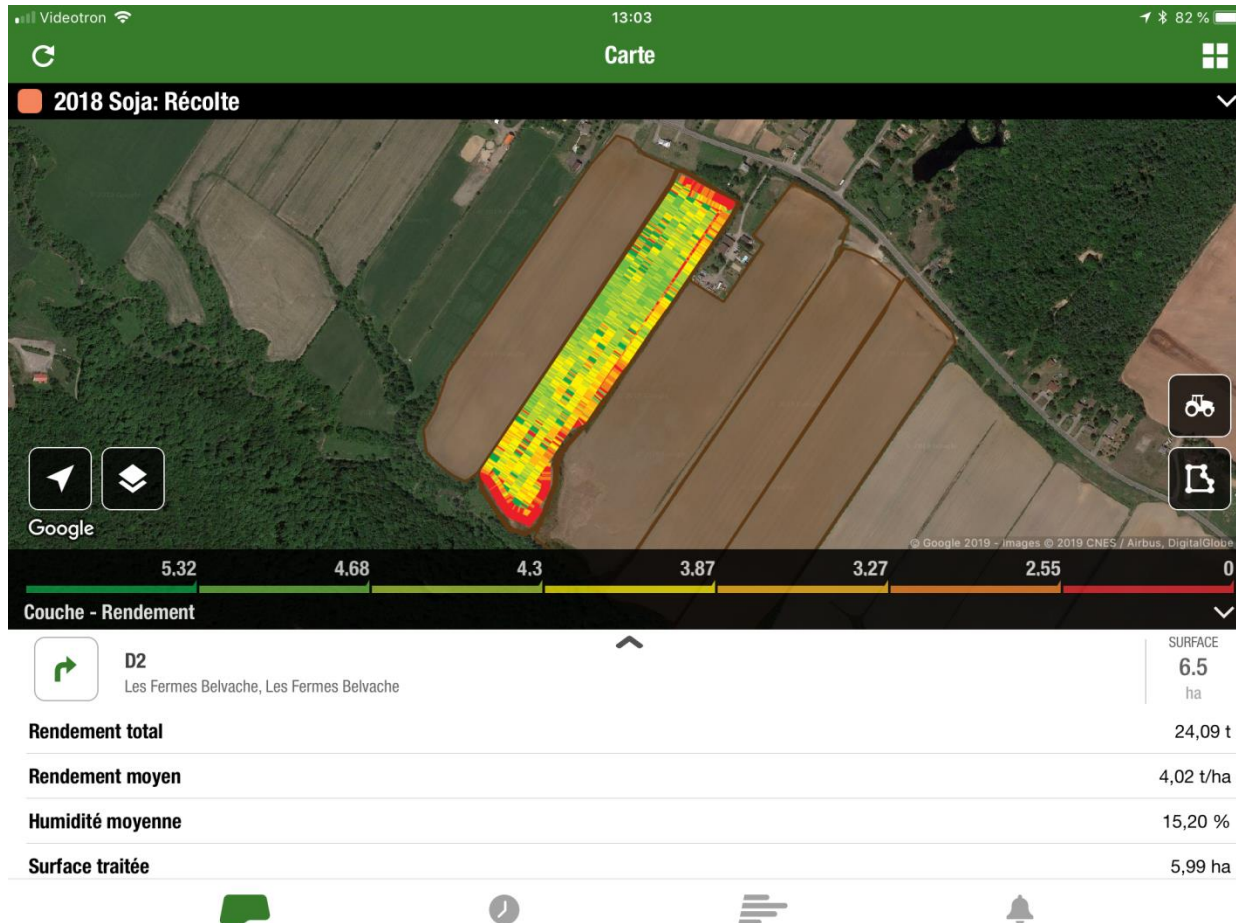 Videotron 13:03 82 %
Carte
2018 Soja: Récolte
Google
© Google 2019 - Images © 2019 CNES / Airbus, DigitalGlobe
5.32 4.68 4.3 3.87 3.27 2.55 0
Couche - Rendement
D2
Les Fermes Belvache, Les Fermes Belvache
SURFACE
6.5
ha
Rendement total 24,09 t
Rendement moyen 4,02 t/ha
Humidité moyenne 15,20 %
Surface traitée 5,99 ha